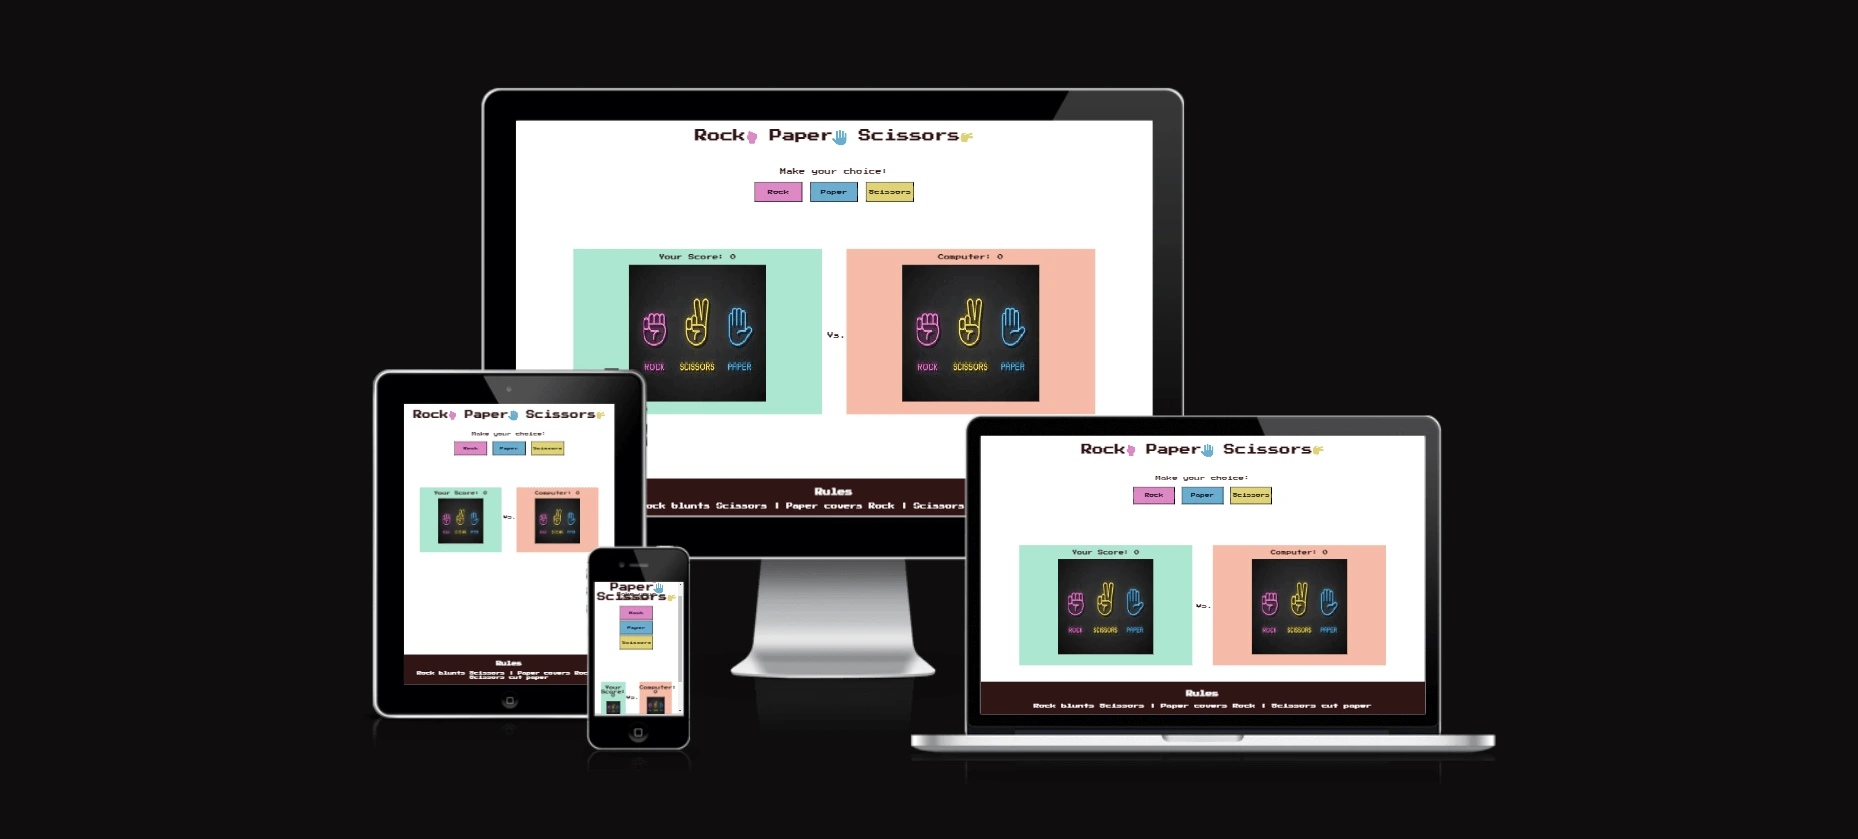 Rock Paper Scissors
Make your choice!
Rock Paper Scissors
Your Score: 0
ROCK SCISSORS PAPER
Vs.
Computer: 0
ROCK SCISSORS PAPER
Rules
ock blunts Scissors | Paper covers Rock | Scissors
Rock Paper Scissors
Make your choice!
Rock Paper Scissors
Your Score: 0
Vs.
Computer: 0
Rules
Rock blunts Scissors | Paper covers Roc
Scissors cut paper
Paper
Scissors
Rock
Paper
Scissors
Your
Score:
0
Vs.
Computer:
0
Rock Paper Scissors
Make your choice!
Rock Paper Scissors
Your Score: 0
ROCK SCISSORS PAPER
Vs.
Computer: 0
ROCK SCISSORS PAPER
Rules
Rock blunts Scissors | Paper covers Rock | Scissors cut paper